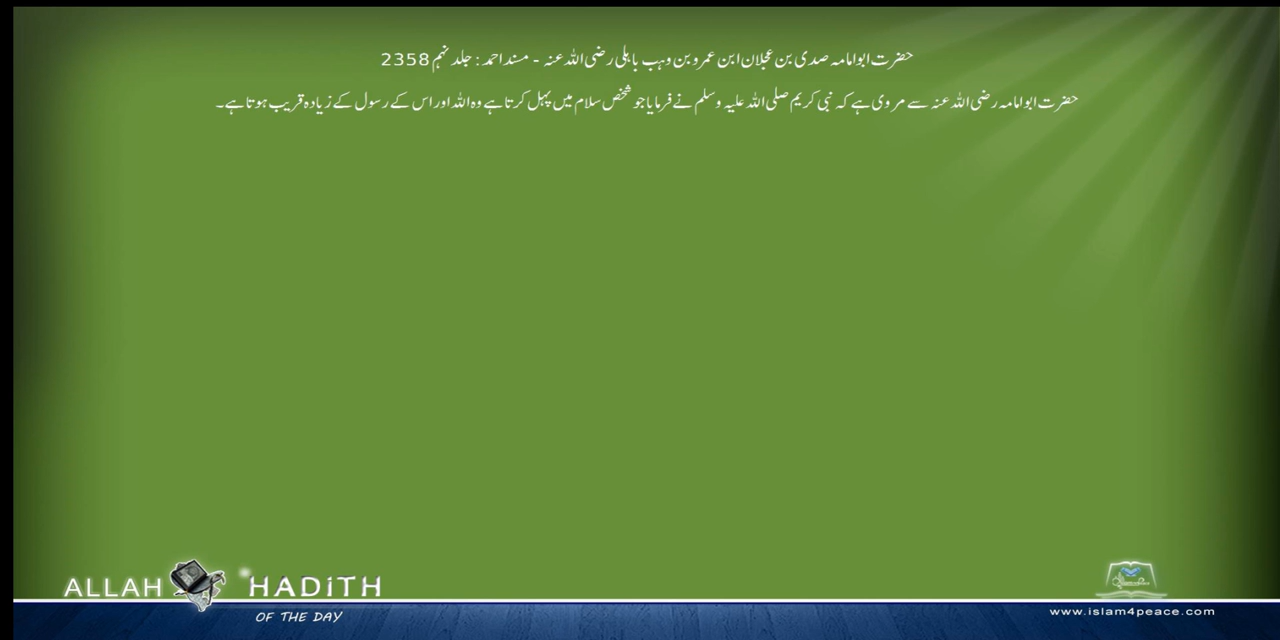 حضرت ابوامامہ صدی بن عجلان ابن عمرو بن وہب باہلی رضی اللہ عنہ - مسند احمد : جلد نہم 2358
حضرت ابوامامہ رضی اللہ عنہ سے مروی ہے کہ نبی کریم صلی اللہ علیہ وسلم نے فرمایا جو شخص سلام میں پہل کرتا ہے وہ اللہ اور اس کے رسول کے زیادہ قریب ہوتا ہے۔
ALLAH HADITH
OF THE DAY
www.islam4peace.com